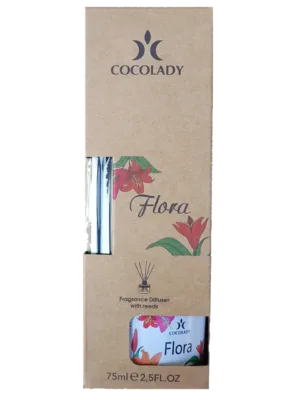 COCOLADY
Flora
Fragrance Diffuser
with reeds
COCOLADY
Flora
75ml ℮ 2,5FL.OZ